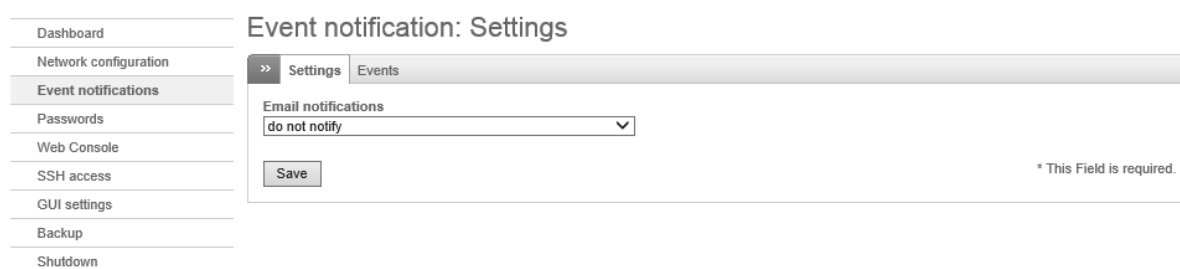 Dashboard
Network configuration
Event notifications
Passwords
Web Console
SSH access
GUI settings
Backup
Shutdown
Event notification: Settings
» Settings Events
Email notifications
do not notify
Save
* This Field is required.